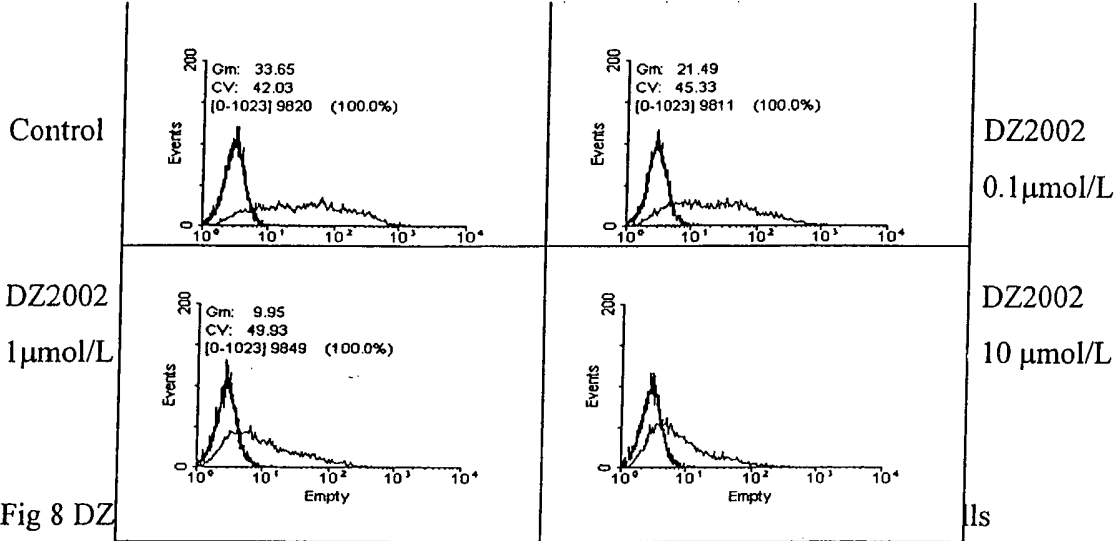 Control
200
Gm: 33.65
CV: 42.03
[0-1023] 9820 (100.0%)
Events
0
10⁰ 10¹ 10² 10³ 10⁴
200
Gm: 21.49
CV: 45.33
[0-1023] 9811 (100.0%)
Events
0
10⁰ 10¹ 10² 10³ 10⁴
DZ2002
0.1μmol/L
DZ2002
1μmol/L
200
Gm: 9.95
CV: 49.93
[0-1023] 9849 (100.0%)
Events
0
10⁰ 10¹ 10² 10³ 10⁴
Empty
200
Events
0
10⁰ 10¹ 10² 10³ 10⁴
Empty
DZ2002
10 μmol/L
Fig 8 DZ
lls